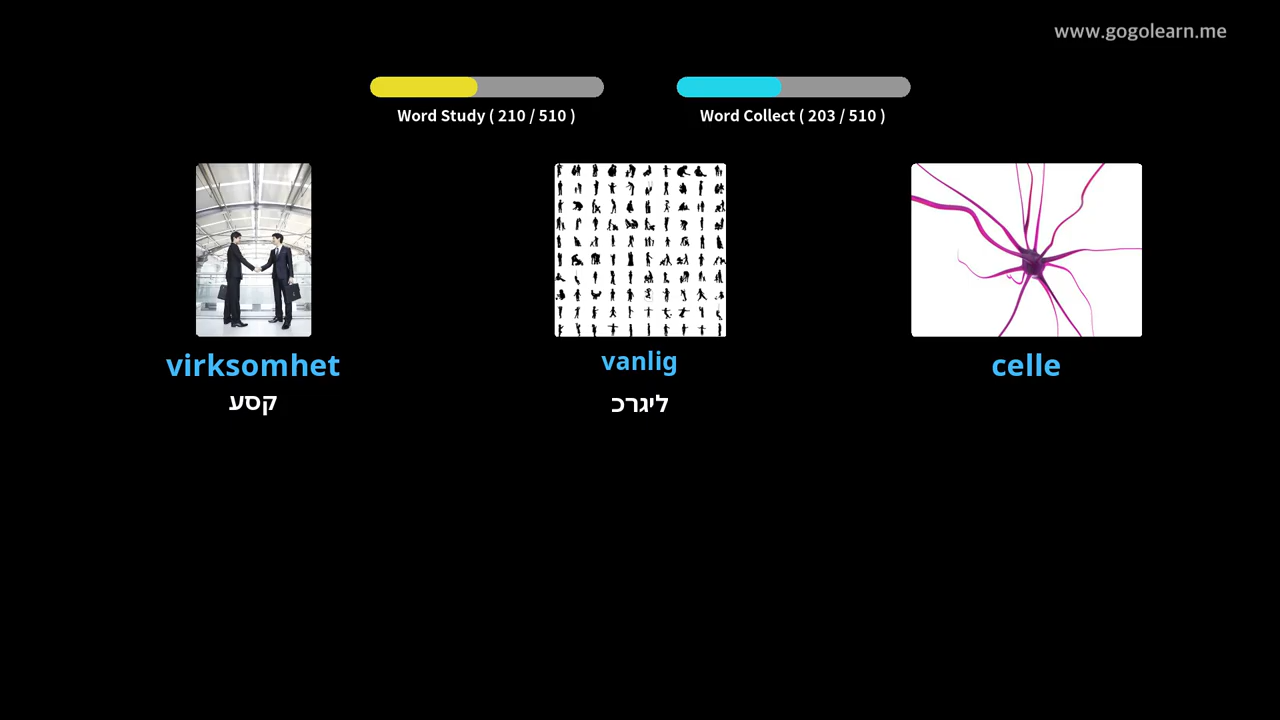 www.gogolearn.me
Word Study ( 210 / 510 )
Word Collect ( 203 / 510 )
virksomhet
קסע
vanlig
ליגרכ
celle